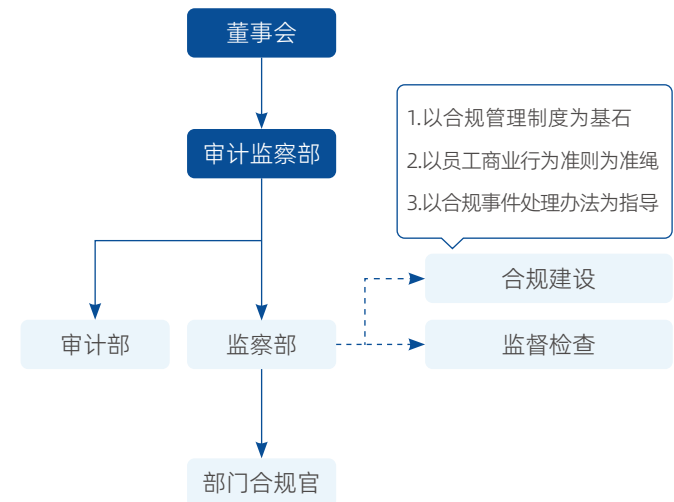 董事会
审计监察部
1.以合规管理制度为基石
2.以员工商业行为准则为准绳
3.以合规事件处理办法为指导
合规建设
审计部
监察部
监督检查
部门合规官